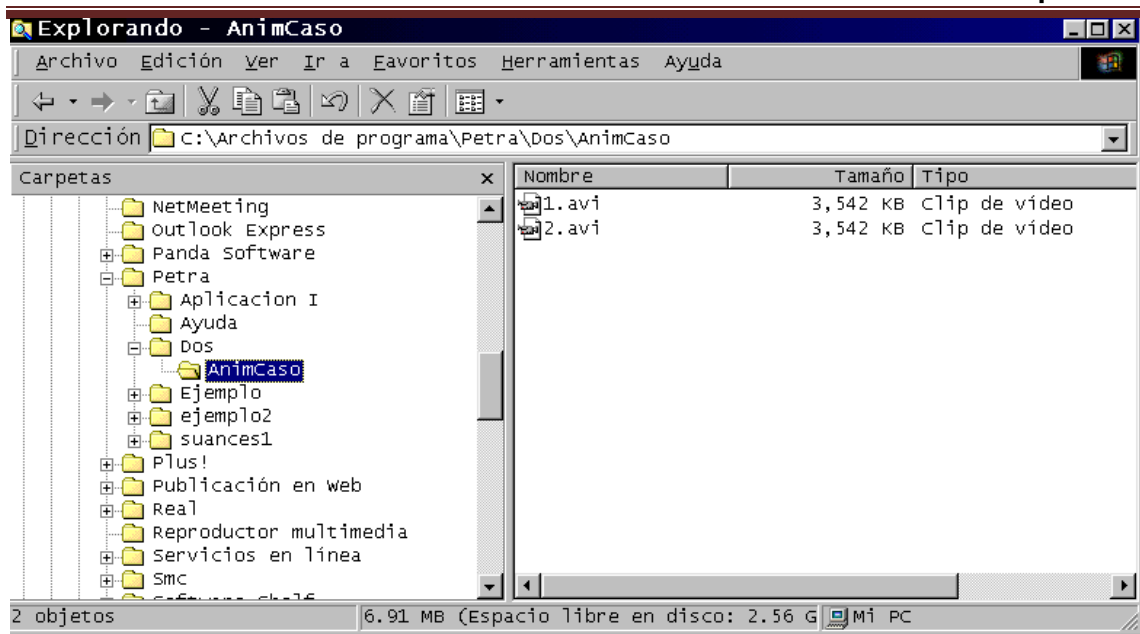 Explorando - AnimCaso
Archivo Edición Ver Ir a Favoritos Herramientas Ayuda
Dirección C:\Archivos de programa\Petra\Dos\AnimCaso
Carpetas
NetMeeting
Outlook Express
Panda Software
Petra
Aplicacion I
Ayuda
Dos
AnimCaso
Ejemplo
ejemplo2
suances1
Plus!
Publicación en web
Real
Reproductor multimedia
Servicios en línea
Smc
Nombre Tamaño Tipo
1.avi 3,542 KB Clip de vídeo
2.avi 3,542 KB Clip de vídeo
2 objetos 6.91 MB (Espacio libre en disco: 2.56 G Mi PC